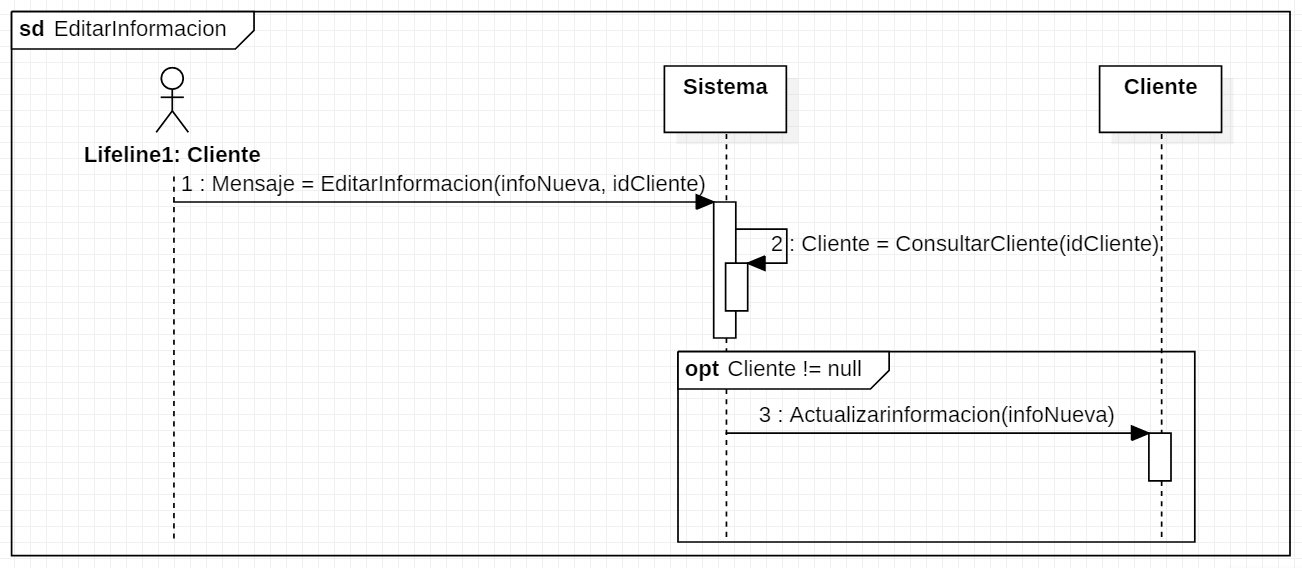 sd EditarInformacion
Sistema
Cliente
Lifeline1: Cliente
1 : Mensaje = EditarInformacion(infoNueva, idCliente)
2 : Cliente = ConsultarCliente(idCliente)
opt Cliente != null
3 : Actualizarinformacion(infoNueva)